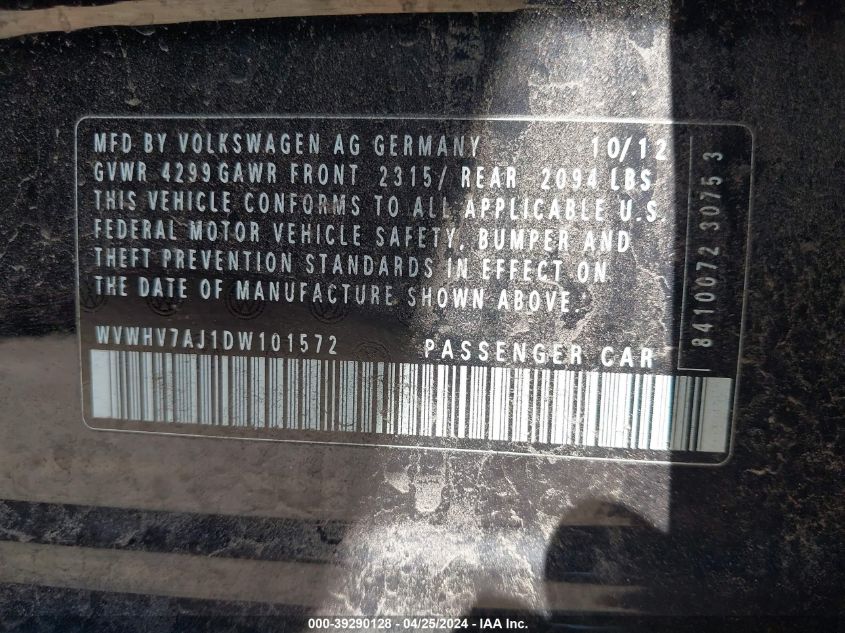 MFD BY VOLKSWAGEN AG GERMANY 10/12
GVWR 4299 GAWR FRONT 2315/ REAR 2094 LBS
THIS VEHICLE CONFORMS TO ALL APPLICABLE U.S.
FEDERAL MOTOR VEHICLE SAFETY, BUMPER AND
THEFT PREVENTION STANDARDS IN EFFECT ON
THE DATE OF MANUFACTURE SHOWN ABOVE.
WVWHV7AJ1DW101572 PASSENGER CAR
8410072 3075 3
000-39290128 - 04/25/2024 - IAA Inc.